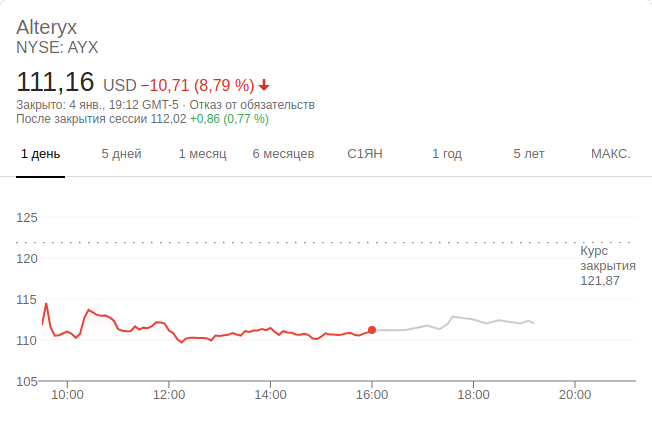 Alteryx
NYSE: AYX
111,16 USD −10,71 (8,79 %)
Закрыто: 4 янв., 19:12 GMT-5 · Отказ от обязательств
После закрытия сессии 112,02 +0,86 (0,77 %)
1 день 5 дней 1 месяц 6 месяцев С1ЯН 1 год 5 лет МАКС.
125
Курс
120 закрытия
121,87
115
110
105
10:00 12:00 14:00 16:00 18:00 20:00